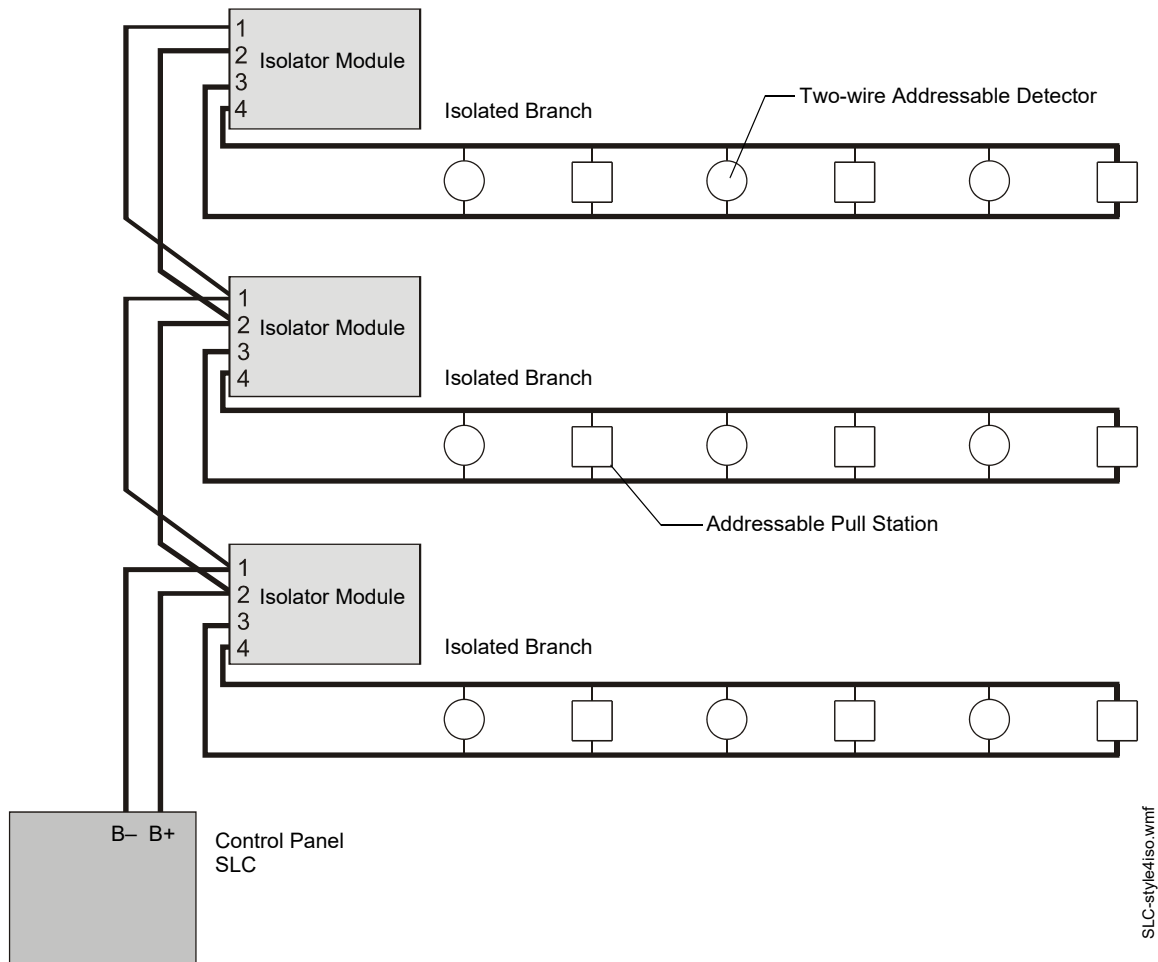 1
2
3
4
Isolator Module
Isolated Branch
Two-wire Addressable Detector
1
2
3
4
Isolator Module
Isolated Branch
Addressable Pull Station
1
2
3
4
Isolator Module
Isolated Branch
B– B+
Control Panel
SLC
SLC-style4iso.wmf